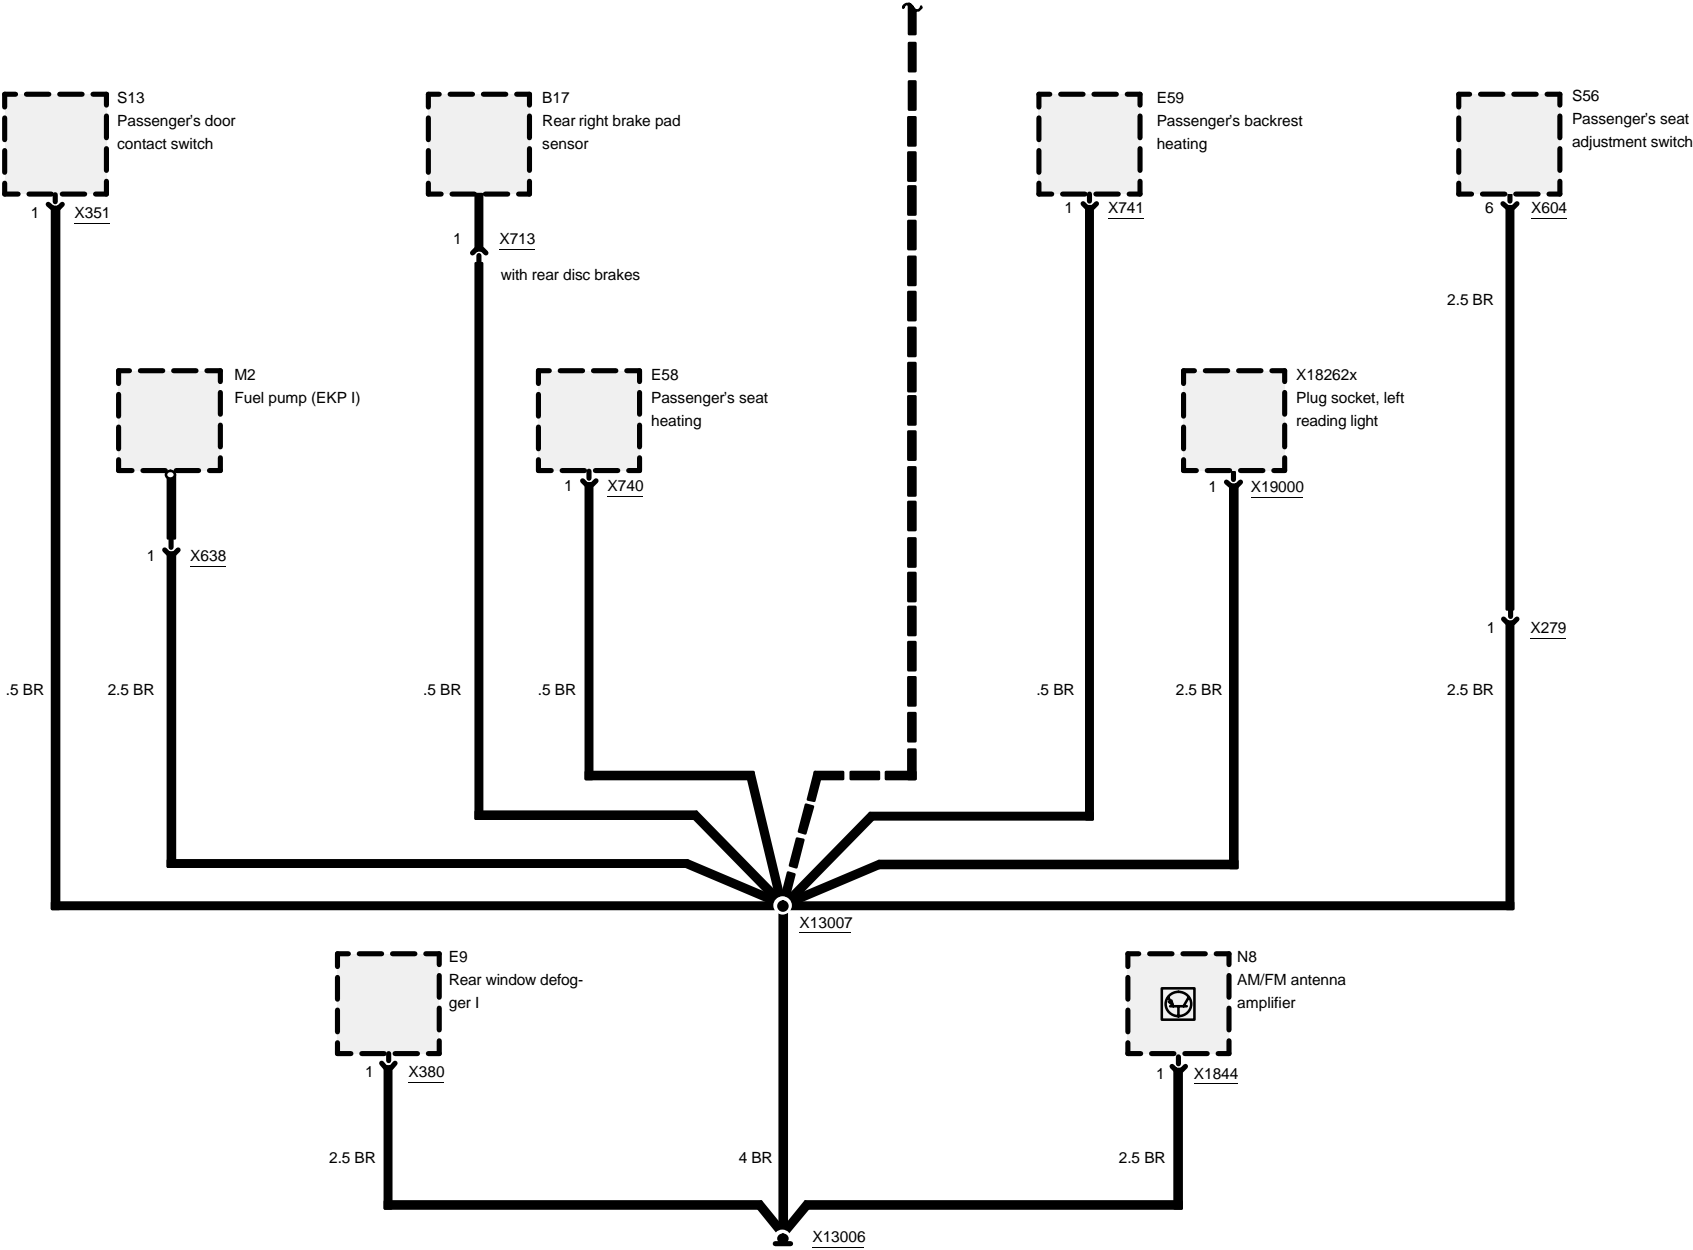 S13
Passenger's door
contact switch
1 X351
B17
Rear right brake pad
sensor
1 X713
with rear disc brakes
E59
Passenger's backrest
heating
1 X741
S56
Passenger's seat
adjustment switch
6 X604
2.5 BR
M2
Fuel pump (EKP I)
1 X638
E58
Passenger's seat
heating
1 X740
X18262x
Plug socket, left
reading light
1 X19000
1 X279
.5 BR
2.5 BR
.5 BR
.5 BR
.5 BR
2.5 BR
2.5 BR
X13007
E9
Rear window defog-
ger I
1 X380
N8
AM/FM antenna
amplifier
1 X1844
2.5 BR
4 BR
2.5 BR
X13006